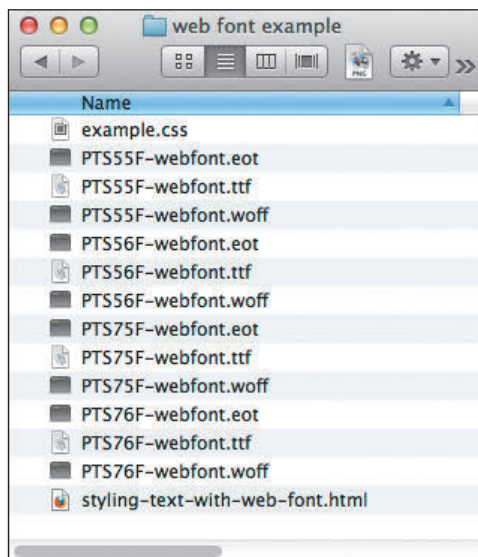 web font example
PNG
Name
example.css
PTS55F-webfont.eot
PTS55F-webfont.ttf
PTS55F-webfont.woff
PTS56F-webfont.eot
PTS56F-webfont.ttf
PTS56F-webfont.woff
PTS75F-webfont.eot
PTS75F-webfont.ttf
PTS75F-webfont.woff
PTS76F-webfont.eot
PTS76F-webfont.ttf
PTS76F-webfont.woff
styling-text-with-web-font.html